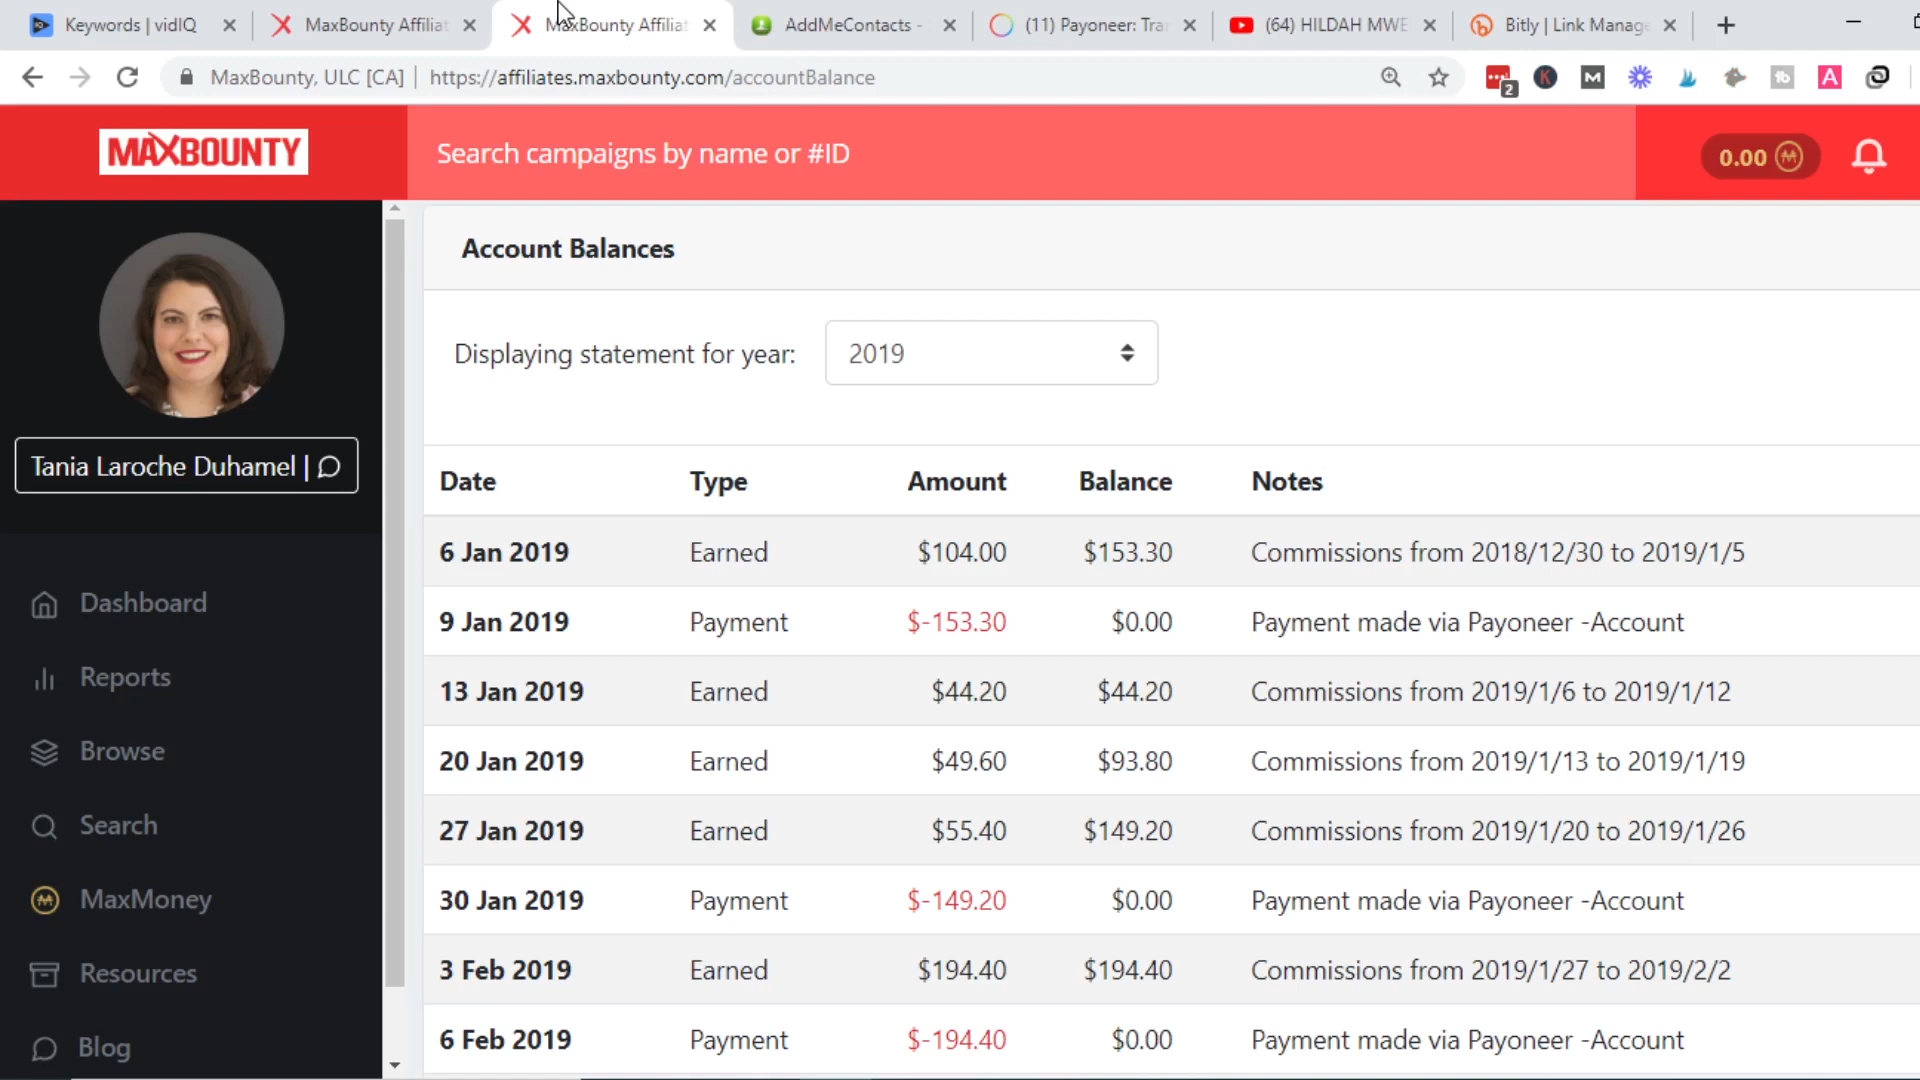 Keywords | vidIQ
MaxBounty Affiliat
MaxBounty Affiliat
AddMeContacts -
(11) Payoneer: Tra
(64) HILDAH MWE
Bitly | Link Manage
MaxBounty, ULC [CA] | https://affiliates.maxbounty.com/accountBalance
2
K
M
A
MAXBOUNTY
Search campaigns by name or #ID
0.00
Account Balances
Displaying statement for year: 2019
Tania Laroche Duhamel |
Dashboard
Reports
Browse
Search
MaxMoney
Resources
Blog
Date Type Amount Balance Notes
6 Jan 2019 Earned $104.00 $153.30 Commissions from 2018/12/30 to 2019/1/5
9 Jan 2019 Payment $-153.30 $0.00 Payment made via Payoneer -Account
13 Jan 2019 Earned $44.20 $44.20 Commissions from 2019/1/6 to 2019/1/12
20 Jan 2019 Earned $49.60 $93.80 Commissions from 2019/1/13 to 2019/1/19
27 Jan 2019 Earned $55.40 $149.20 Commissions from 2019/1/20 to 2019/1/26
30 Jan 2019 Payment $-149.20 $0.00 Payment made via Payoneer -Account
3 Feb 2019 Earned $194.40 $194.40 Commissions from 2019/1/27 to 2019/2/2
6 Feb 2019 Payment $-194.40 $0.00 Payment made via Payoneer -Account